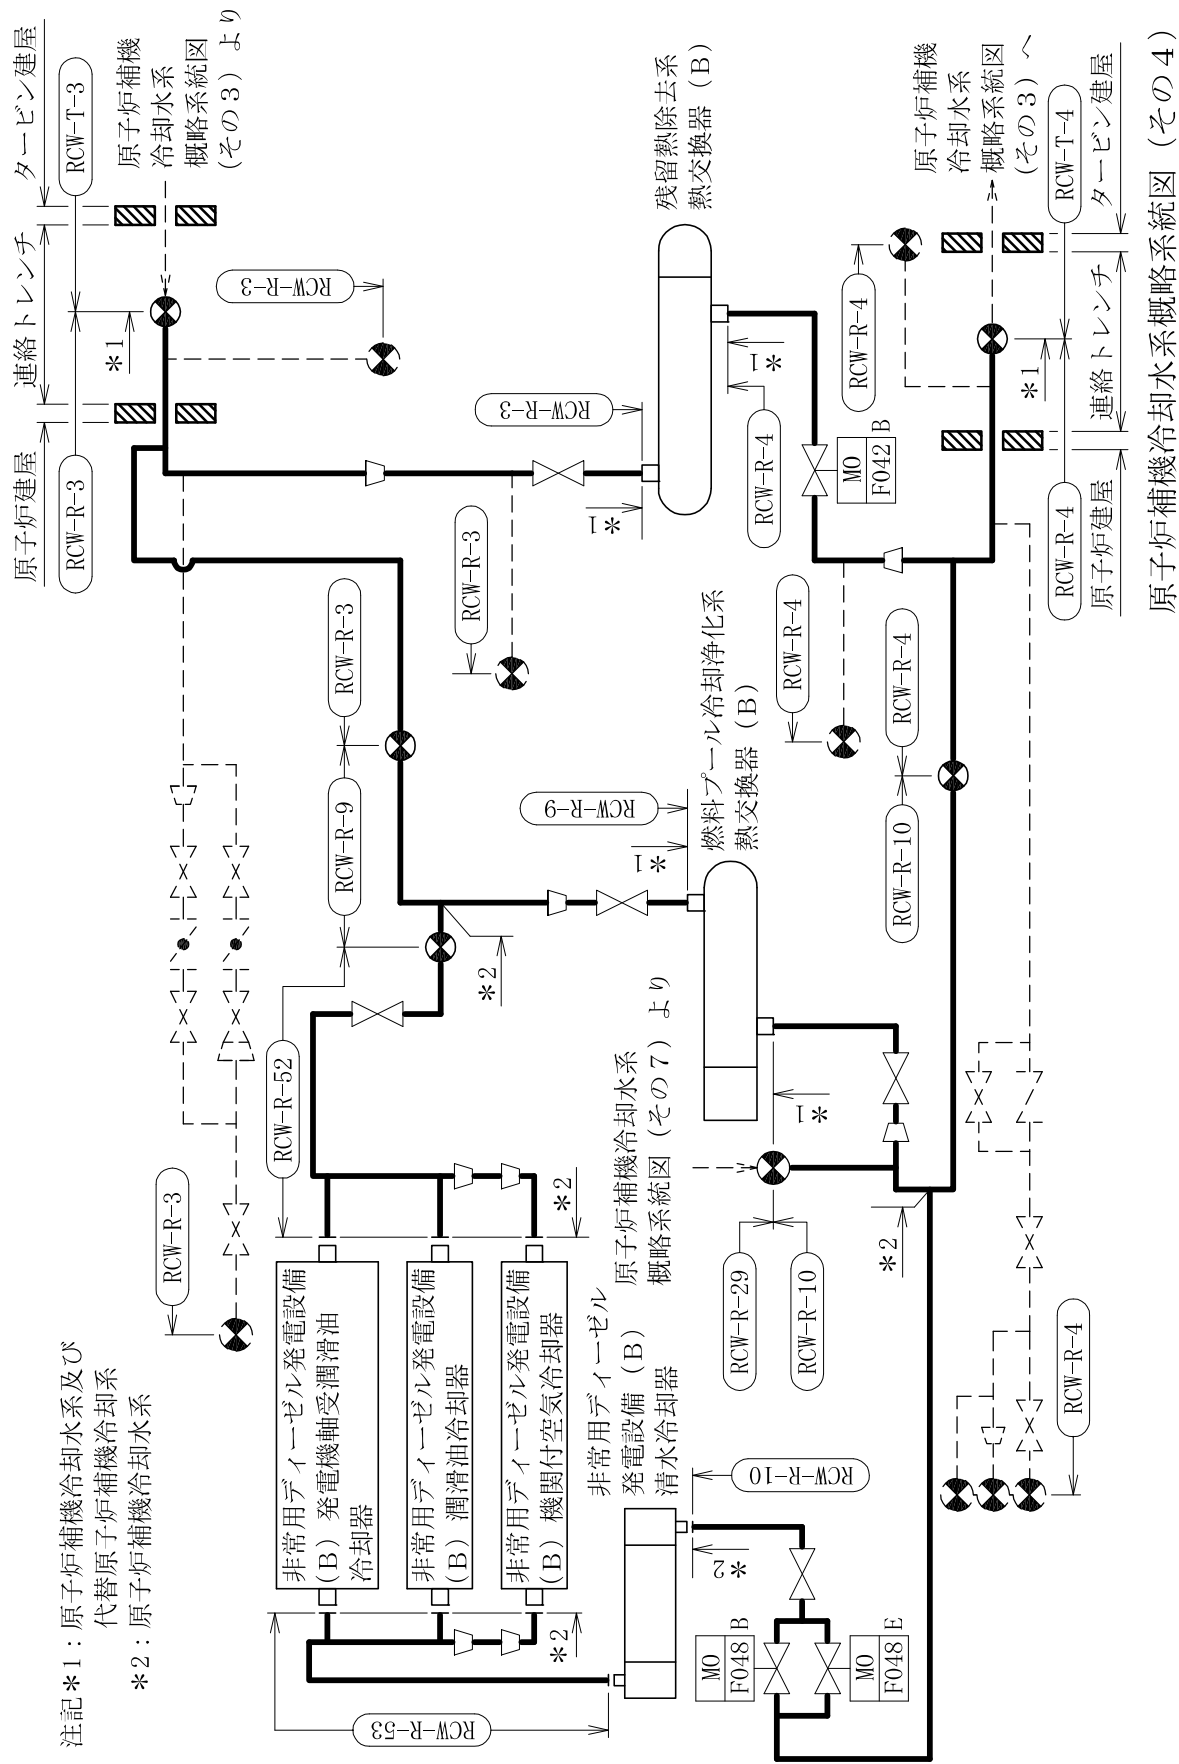 注記＊1：原子炉補機冷却水系及び
代替原子炉補機冷却系
＊2：原子炉補機冷却水系
原子炉建屋
連絡トレンチ
タービン建屋
RCW-R-3
RCW-T-3
原子炉補機
冷却水系
概略系統図
(その3) より
＊1
RCW-R-3
RCW-R-3
RCW-R-3
RCW-R-3
RCW-R-9
RCW-R-3
RCW-R-52
＊2
＊2
非常用ディーゼル発電設備
(B) 発電機軸受潤滑油
冷却器
非常用ディーゼル発電設備
(B) 潤滑油冷却器
非常用ディーゼル発電設備
(B) 機関付空気冷却器
＊2
RCW-R-53
非常用ディーゼル
発電設備 (B)
清水冷却器
RCW-R-10
＊2
MO
F048
B
MO
F048
E
原子炉補機冷却水系
概略系統図 (その7) より
RCW-R-29
RCW-R-10
＊1
＊2
RCW-R-9
＊1
燃料プール冷却浄化系
熱交換器 (B)
＊1
残留熱除去系
熱交換器 (B)
＊1
RCW-R-4
MO
F042
B
RCW-R-4
RCW-R-4
RCW-R-10
RCW-R-4
RCW-R-4
原子炉補機
冷却水系
概略系統図
(その3) へ
＊1
RCW-R-4
RCW-T-4
原子炉建屋
連絡トレンチ
タービン建屋
原子炉補機冷却水系概略系統図 (その4)